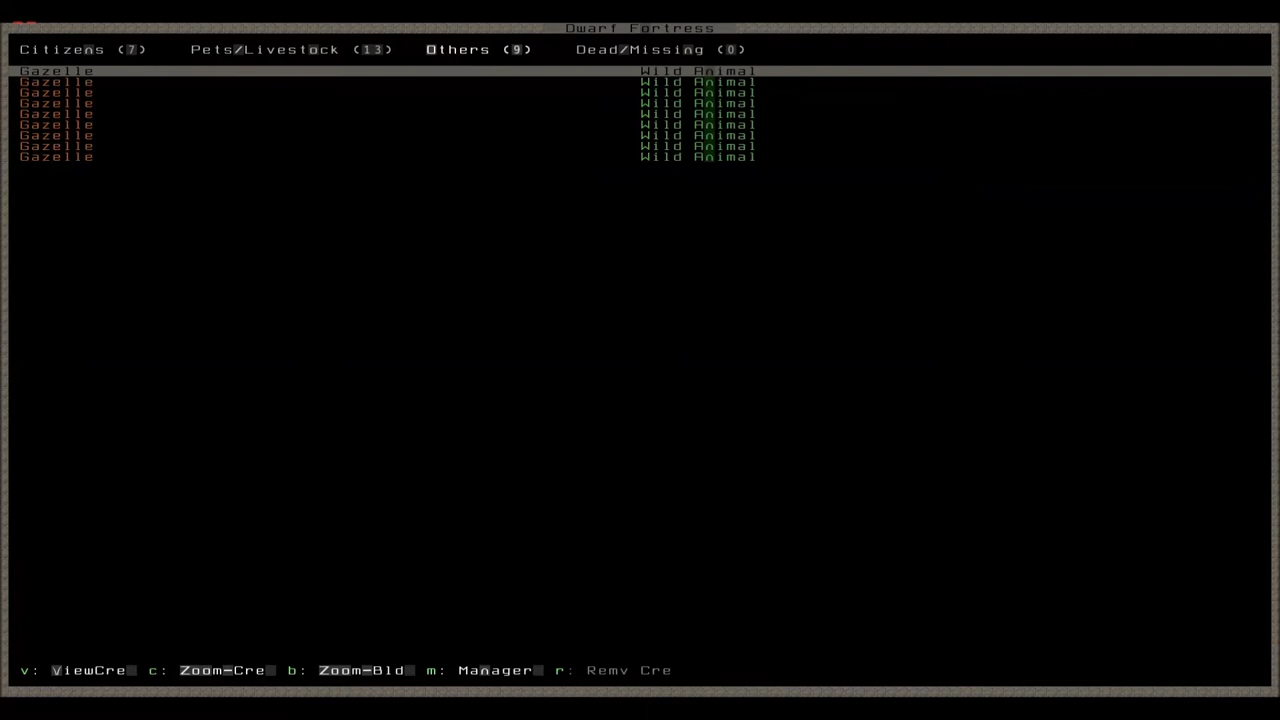 Dwarf Fortress
Citizens (7) Pets/Livestock (13) Others (9) Dead/Missing (0)
Gazelle Wild Animal
Gazelle Wild Animal
Gazelle Wild Animal
Gazelle Wild Animal
Gazelle Wild Animal
Gazelle Wild Animal
Gazelle Wild Animal
Gazelle Wild Animal
Gazelle Wild Animal
v: ViewCre c: Zoom-Cre b: Zoom-Bld m: Manager r: Remv Cre